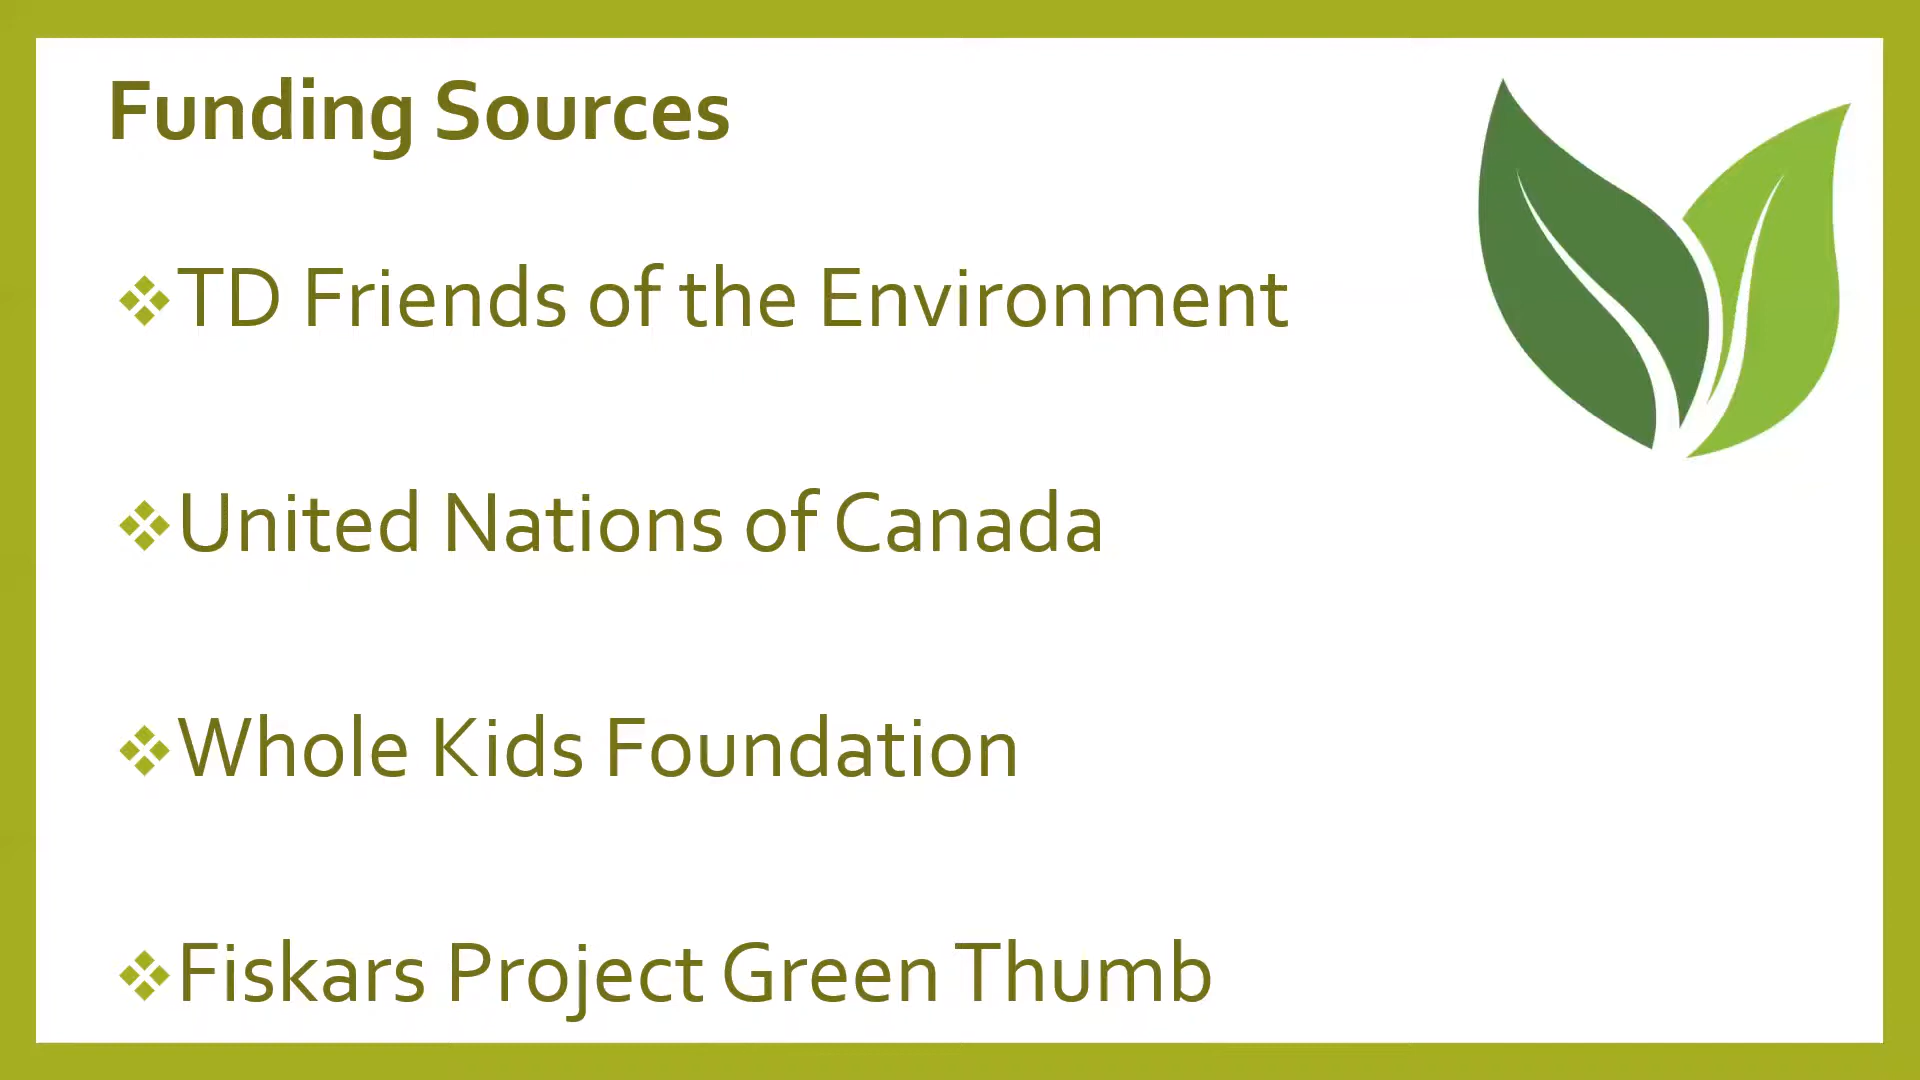 Funding Sources
TD Friends of the Environment
United Nations of Canada
Whole Kids Foundation
Fiskars Project Green Thumb